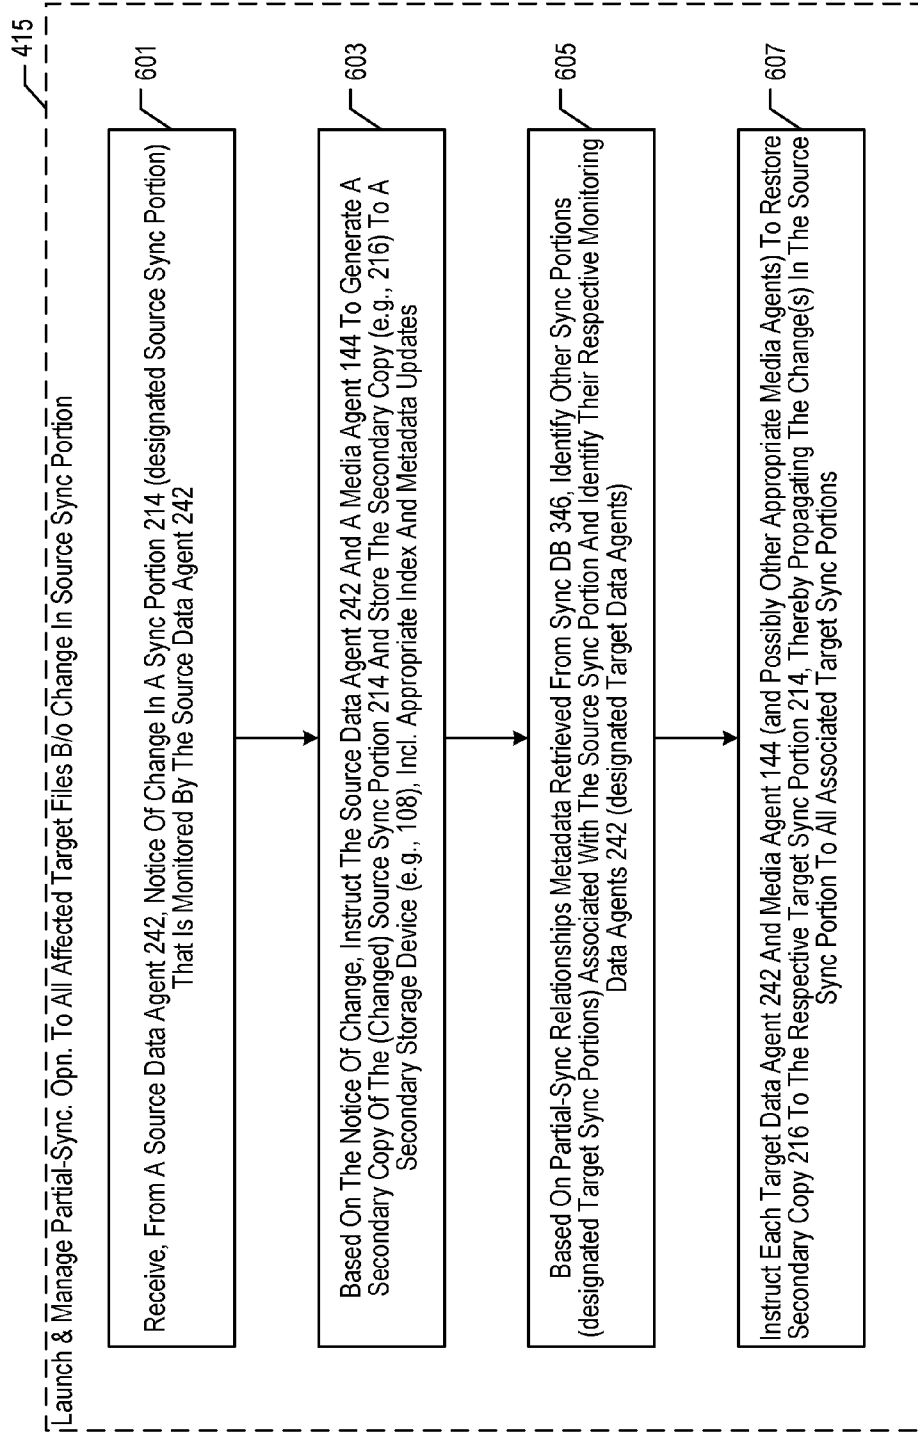 415
Launch & Manage Partial-Sync. Opn. To All Affected Target Files B/o Change In Source Sync Portion
601
Receive, From A Source Data Agent 242, Notice Of Change In A Sync Portion 214 (designated Source Sync Portion)
That Is Monitored By The Source Data Agent 242
603
Based On The Notice Of Change, Instruct The Source Data Agent 242 And A Media Agent 144 To Generate A
Secondary Copy Of The (Changed) Source Sync Portion 214 And Store The Secondary Copy (e.g., 216) To A
Secondary Storage Device (e.g., 108), Incl. Appropriate Index And Metadata Updates
605
Based On Partial-Sync Relationships Metadata Retrieved From Sync DB 346, Identify Other Sync Portions
(designated Target Sync Portions) Associated With The Source Sync Portion And Identify Their Respective Monitoring
Data Agents 242 (designated Target Data Agents)
607
Instruct Each Target Data Agent 242 And Media Agent 144 (and Possibly Other Appropriate Media Agents) To Restore
Secondary Copy 216 To The Respective Target Sync Portion 214, Thereby Propagating The Change(s) In The Source
Sync Portion To All Associated Target Sync Portions